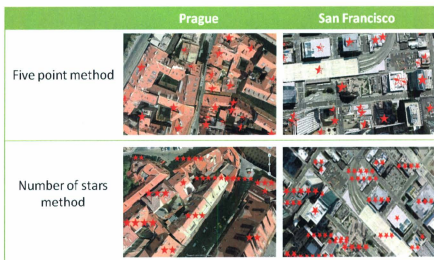 Prague
San Francisco
Five point method
Number of stars
method